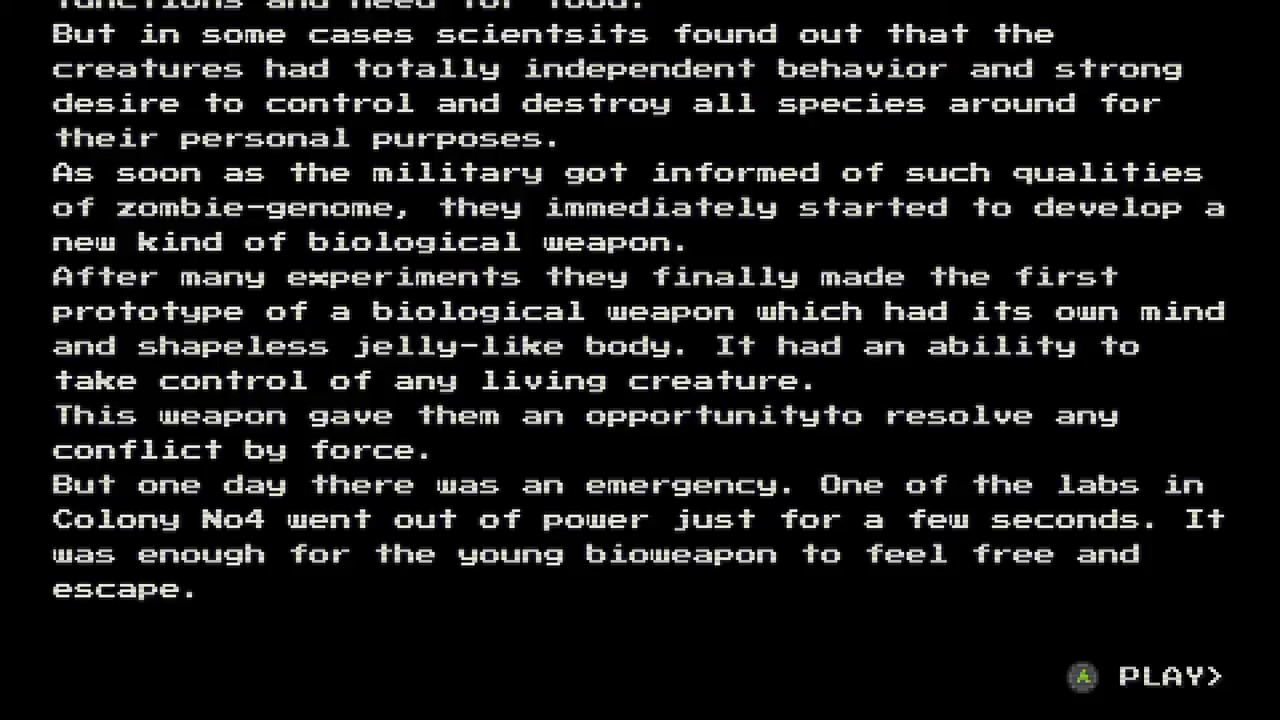 functions and need for food.
But in some cases scientsits found out that the
creatures had totally independent behavior and strong
desire to control and destroy all species around for
their personal purposes.
As soon as the military got informed of such qualities
of zombie-genome, they immediately started to develop a
new kind of biological weapon.
After many experiments they finally made the first
prototype of a biological weapon which had its own mind
and shapeless jelly-like body. It had an ability to
take control of any living creature.
This weapon gave them an opportunityto resolve any
conflict by force.
But one day there was an emergency. One of the labs in
Colony No4 went out of power just for a few seconds. It
was enough for the young bioweapon to feel free and
escape.
A PLAY>